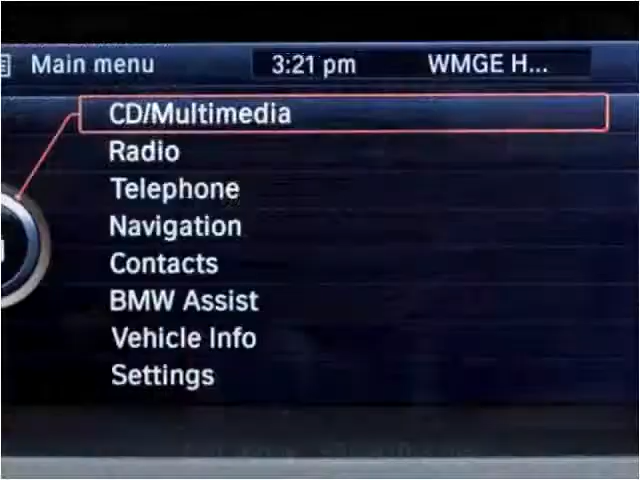 Main menu 3:21 pm WMGE H...
CD/Multimedia
Radio
Telephone
Navigation
Contacts
BMW Assist
Vehicle Info
Settings